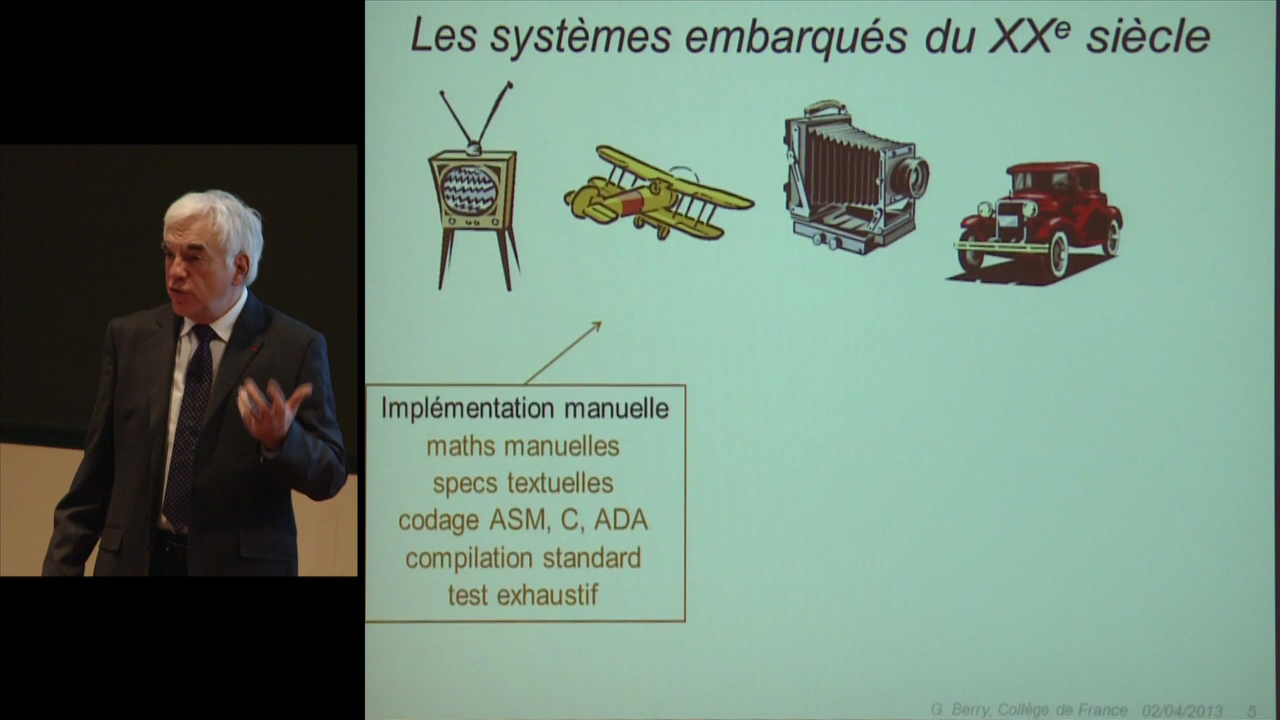 Les systèmes embarqués du XXe siècle
Implémentation manuelle
maths manuelles
specs textuelles
codage ASM, C, ADA
compilation standard
test exhaustif
G. Berry, Collège de France 02/04/2013 5